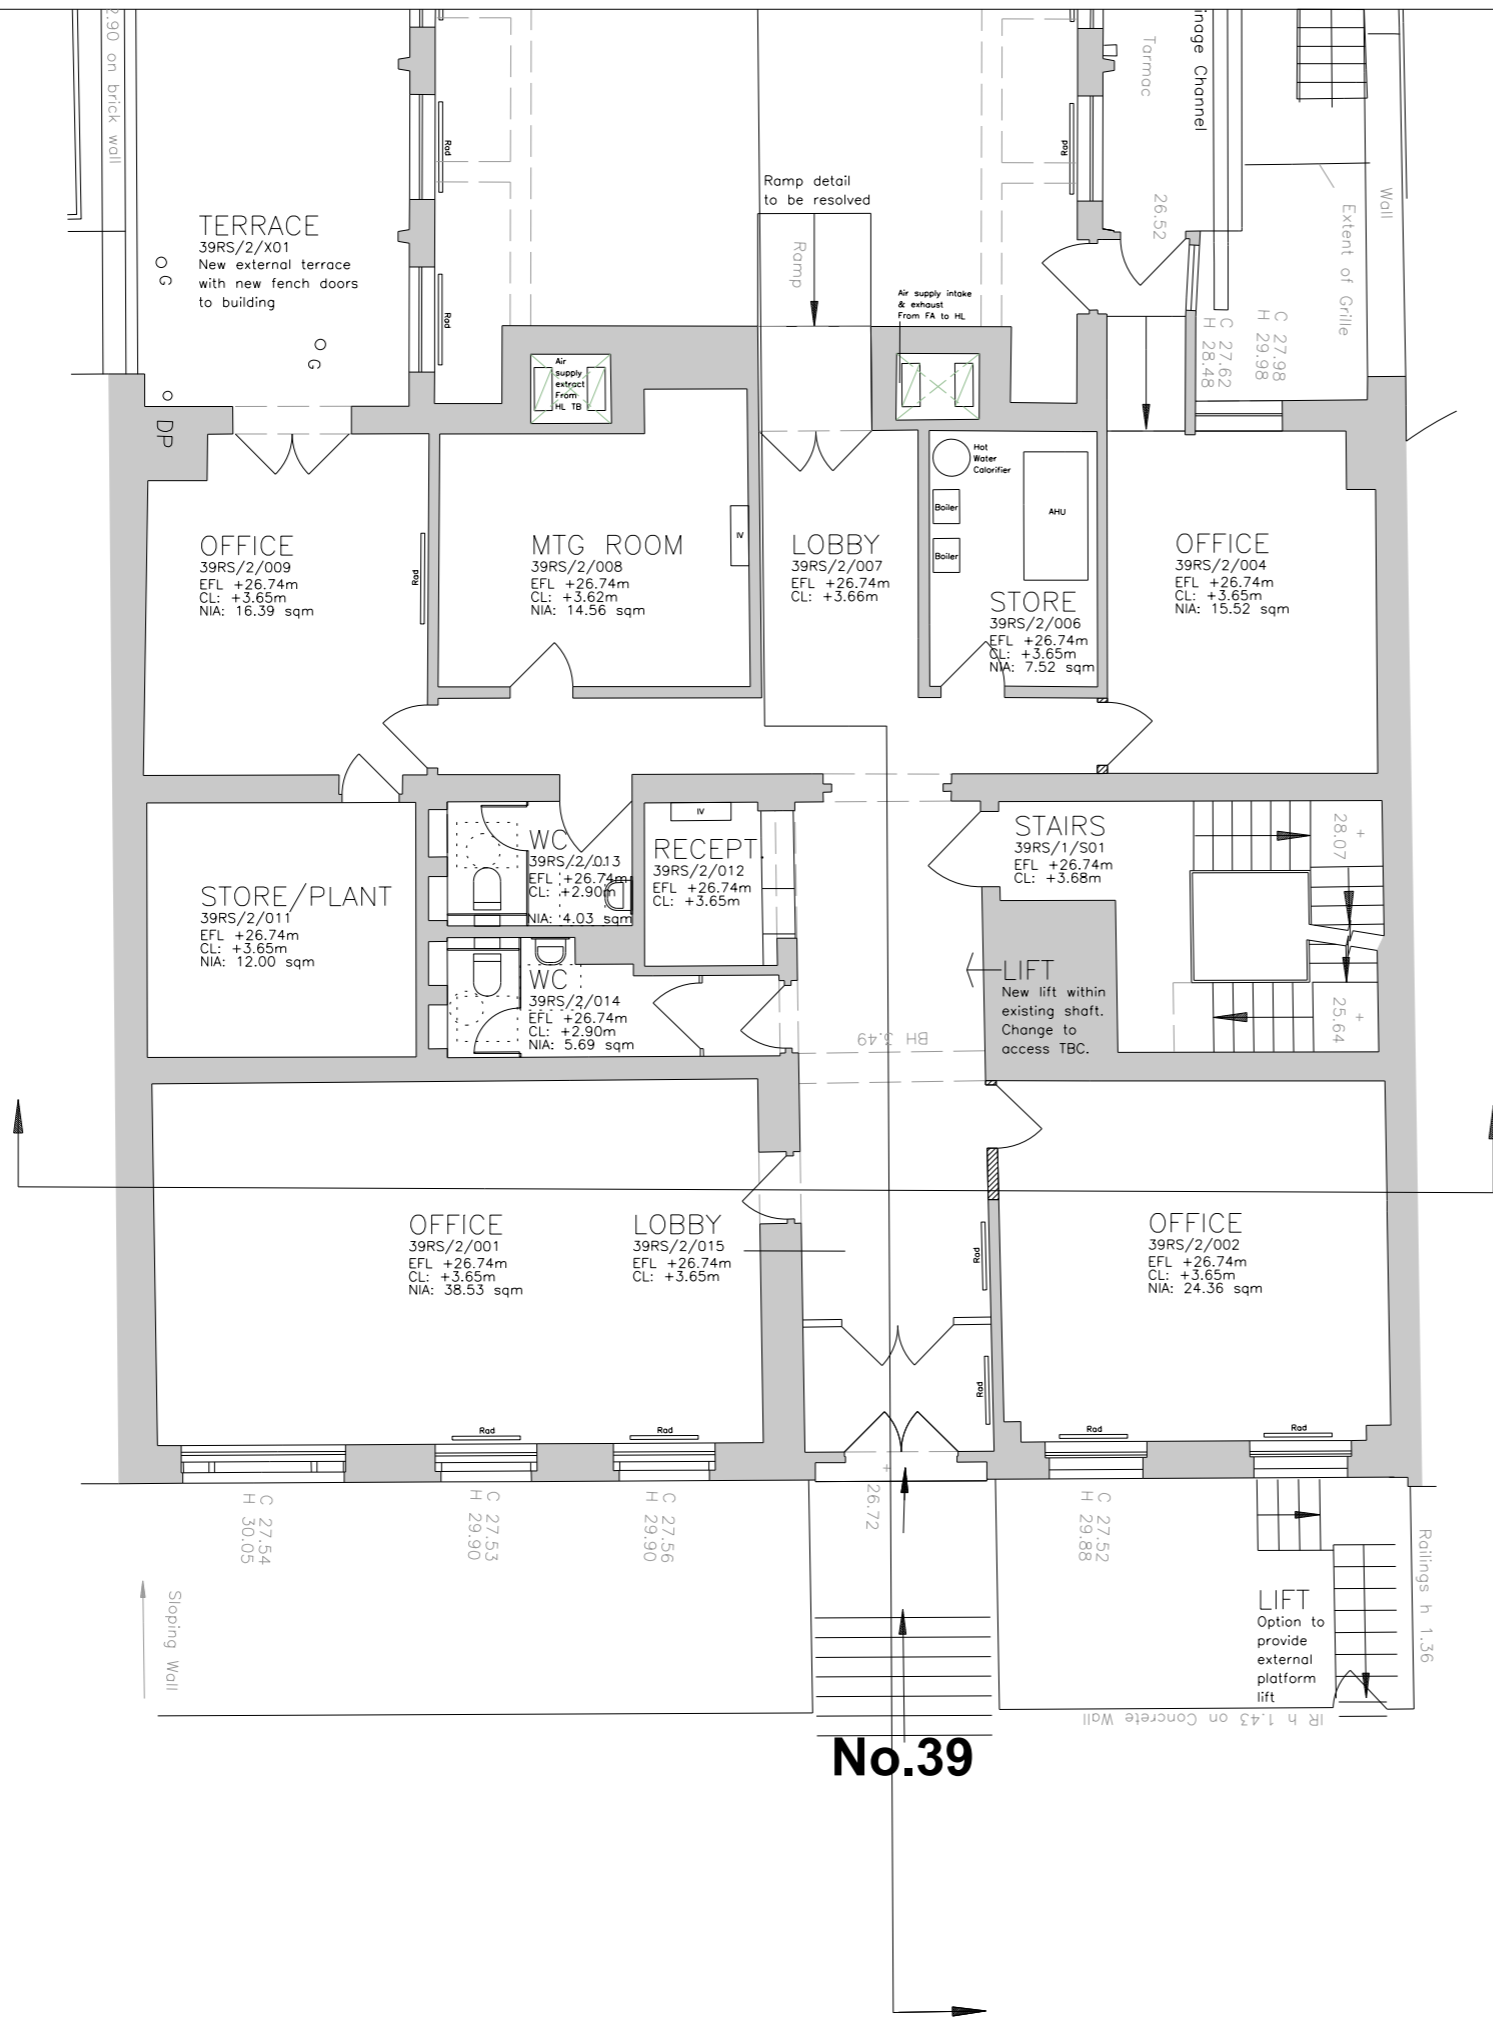 2.90 on brick wall
Tarmac
inage Channel
Rad
Rad
Wall
Ramp detail
to be resolved
26.52
Extent of Grille
TERRACE
39RS/2/X01
New external terrace
with new fench doors
to building
G
G
DP
Rad
Ramp
Air supply intake
& exhaust
From FA to HL
C 27.62
H 28.48
C 27.98
H 29.98
Air
supply
extract
From
HL TB
Hot
Water
Calorifier
Boiler
Boiler
AHU
OFFICE
39RS/2/009
EFL +26.74m
CL: +3.65m
NIA: 16.39 sqm
Rad
MTG ROOM
39RS/2/008
EFL +26.74m
CL: +3.62m
NIA: 14.56 sqm
IV
LOBBY
39RS/2/007
EFL +26.74m
CL: +3.66m
STORE
39RS/2/006
EFL +26.74m
CL: +3.65m
NIA: 7.52 sqm
OFFICE
39RS/2/004
EFL +26.74m
CL: +3.65m
NIA: 15.52 sqm
STORE/PLANT
39RS/2/011
EFL +26.74m
CL: +3.65m
NIA: 12.00 sqm
WC
39RS/2/013
EFL +26.74m
CL: +2.90m
NIA: 4.03 sqm
IV
RECEPT.
39RS/2/012
EFL +26.74m
CL: +3.65m
STAIRS
39RS/1/S01
EFL +26.74m
CL: +3.68m
+ 28.07
WC
39RS/2/014
EFL +26.74m
CL: +2.90m
NIA: 5.69 sqm
BH 3.49
LIFT
New lift within
existing shaft.
Change to
access TBC.
+ 25.64
OFFICE
39RS/2/001
EFL +26.74m
CL: +3.65m
NIA: 38.53 sqm
LOBBY
39RS/2/015
EFL +26.74m
CL: +3.65m
Rad
OFFICE
39RS/2/002
EFL +26.74m
CL: +3.65m
NIA: 24.36 sqm
Rad
Rad
Rad
Rad
Rad
C 27.54
H 30.05
C 27.53
H 29.90
C 27.56
H 29.90
+ 26.72
C 27.52
H 29.88
Railings h 1.36
Sloping Wall
LIFT
Option to
provide
external
platform
lift
IR h 1.43 on Concrete Wall
No.39